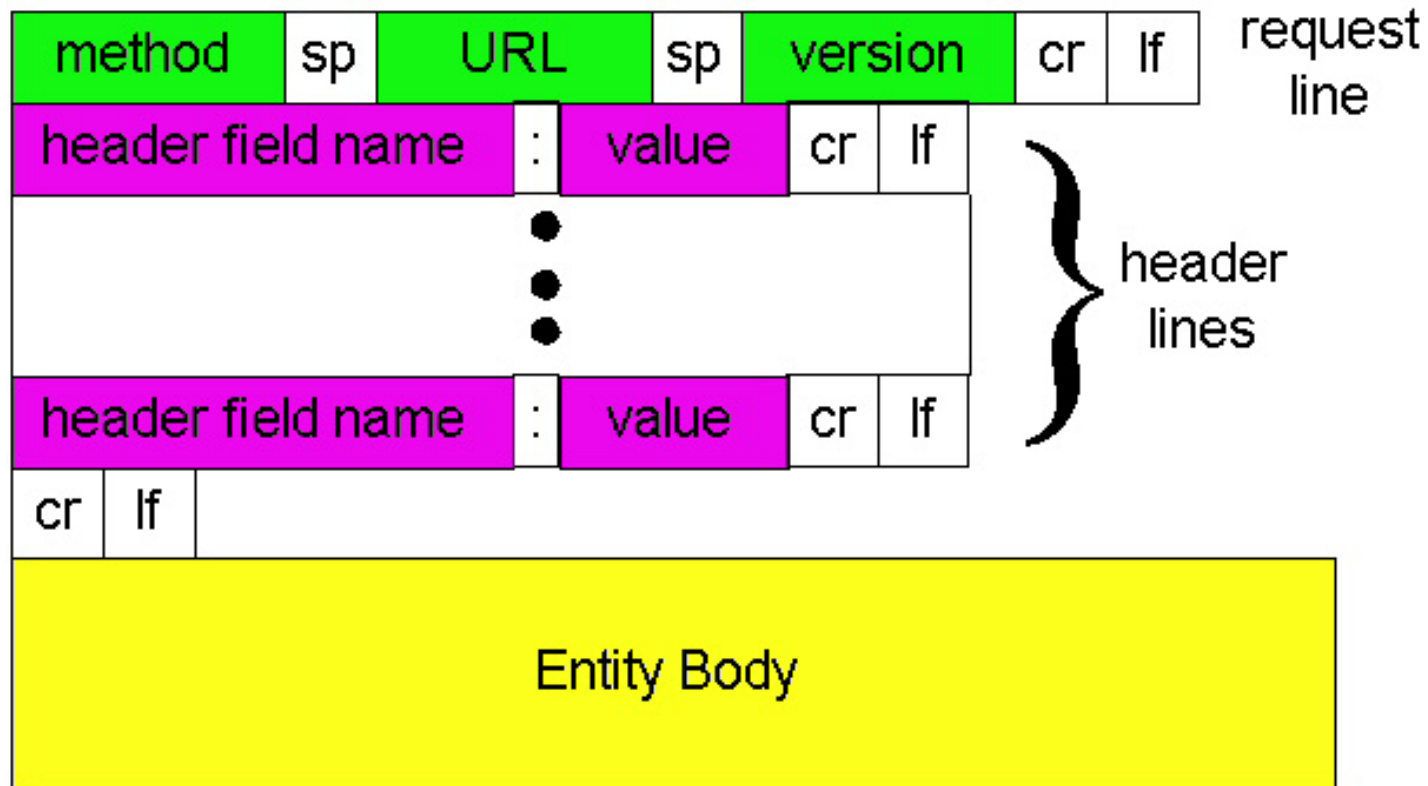 method sp URL sp version cr lf
request
line
header field name : value cr lf
header
lines
header field name : value cr lf
cr lf
Entity Body